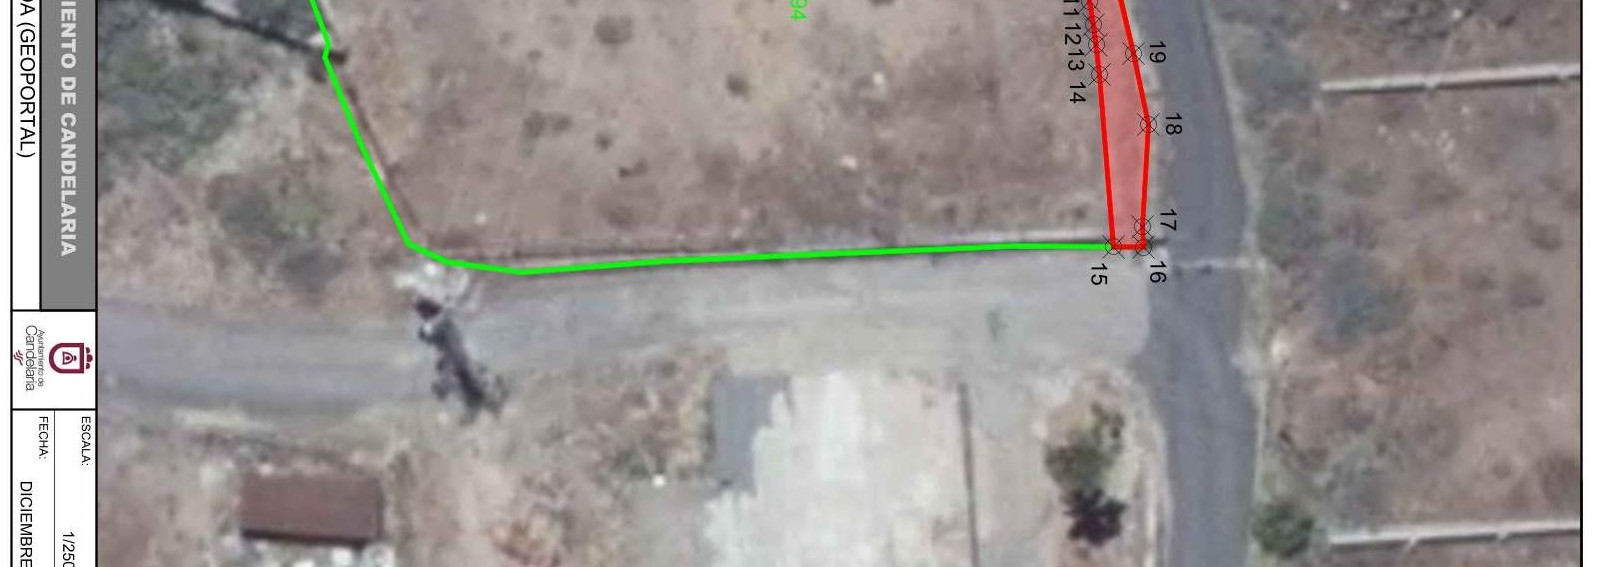 IENTO DE CANDELARIA
DA (GEOPORTAL)
Ayuntamiento de
Candelaria
ESCALA:
1/250
FECHA:
DICIEMBRE
94
11
12
13
14
19
18
17
16
15